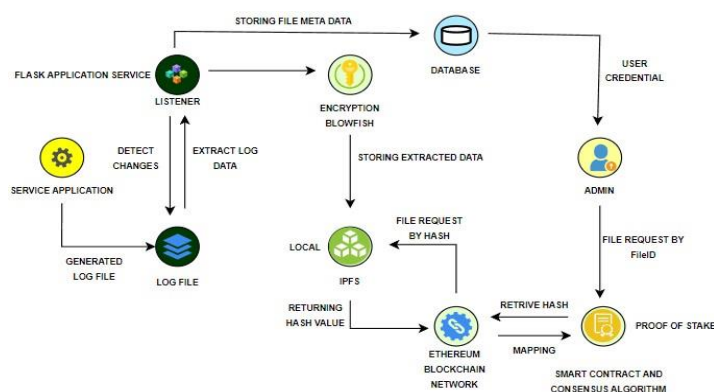 STORING FILE META DATA
FLASK APPLICATION SERVICE
LISTENER
DATABASE
USER
CREDENTIAL
ENCRYPTION
BLOWFISH
DETECT
CHANGES
EXTRACT LOG
DATA
STORING EXTRACTED DATA
SERVICE APPLICATION
ADMIN
GENERATED
LOG FILE
LOG FILE
LOCAL
IPFS
FILE REQUEST
BY HASH
FILE REQUEST BY
FileID
RETURNING
HASH VALUE
RETRIVE HASH
MAPPING
PROOF OF STAKE
ETHEREUM
BLOCKCHAIN
NETWORK
SMART CONTRACT AND
CONSENSUS ALGORITHM